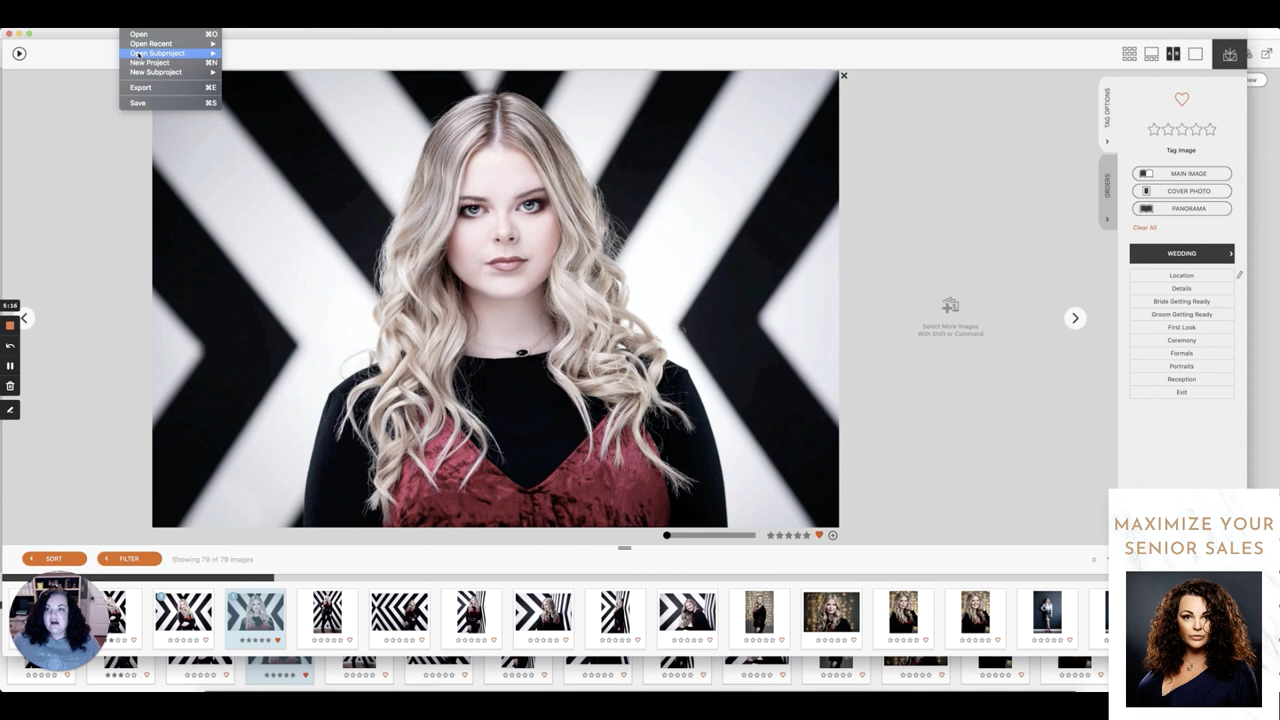 Open ⌘O
Open Recent
Open Subproject
New Project ⌘N
New Subproject
Export ⌘E
Save ⌘S
TAG OPTIONS
ORDERS
Tag image
MAIN IMAGE
COVER PHOTO
PANORAMA
Clear All
WEDDING
Location
Details
Bride Getting Ready
Groom Getting Ready
First Look
Ceremony
Formals
Portraits
Reception
Exit
5:16
Select More Images
With Shift or Command
SORT
FILTER
Showing 79 of 79 images
0
MAXIMIZE YOUR
SENIOR SALES